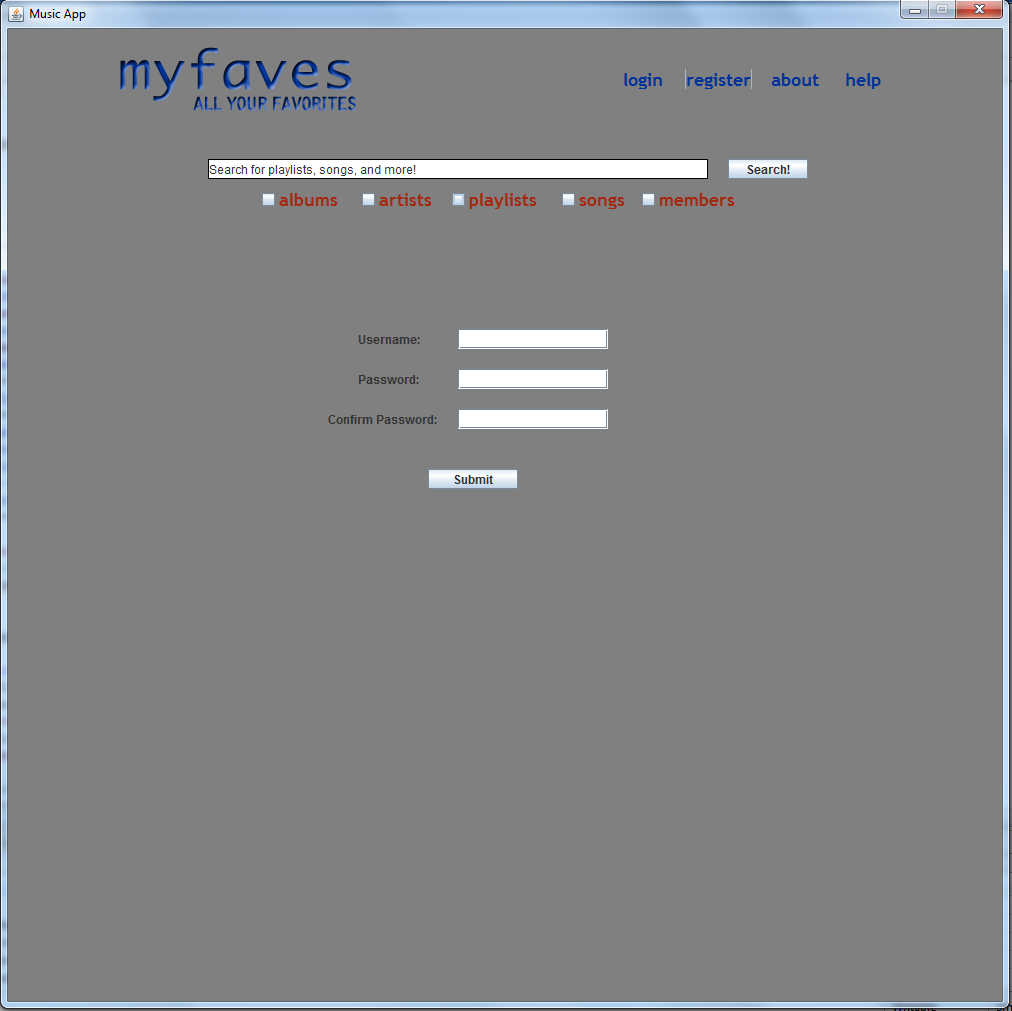 Music App
myfaves
ALL YOUR FAVORITES
login register about help
Search for playlists, songs, and more! Search!
albums artists playlists songs members
Username:
Password:
Confirm Password:
Submit